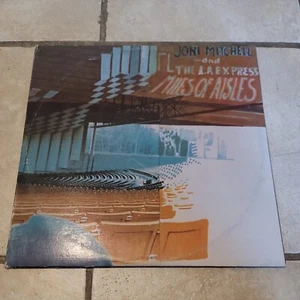 JONI MITCHELL
and
THE L.A. EXPRESS
MILES OF AISLES